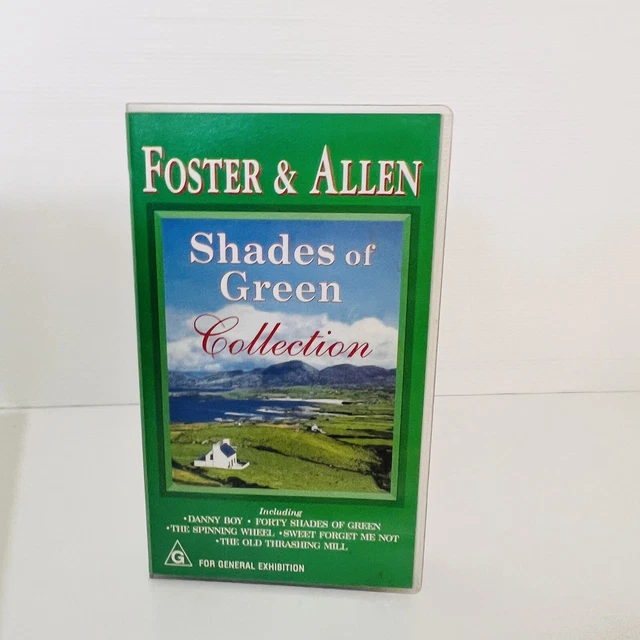 FOSTER & ALLEN
Shades of
Green
Collection
Including
•DANNY BOY • FORTY SHADES OF GREEN
•THE SPINNING WHEEL •SWEET FORGET ME NOT
•THE OLD THRASHING MILL
G FOR GENERAL EXHIBITION